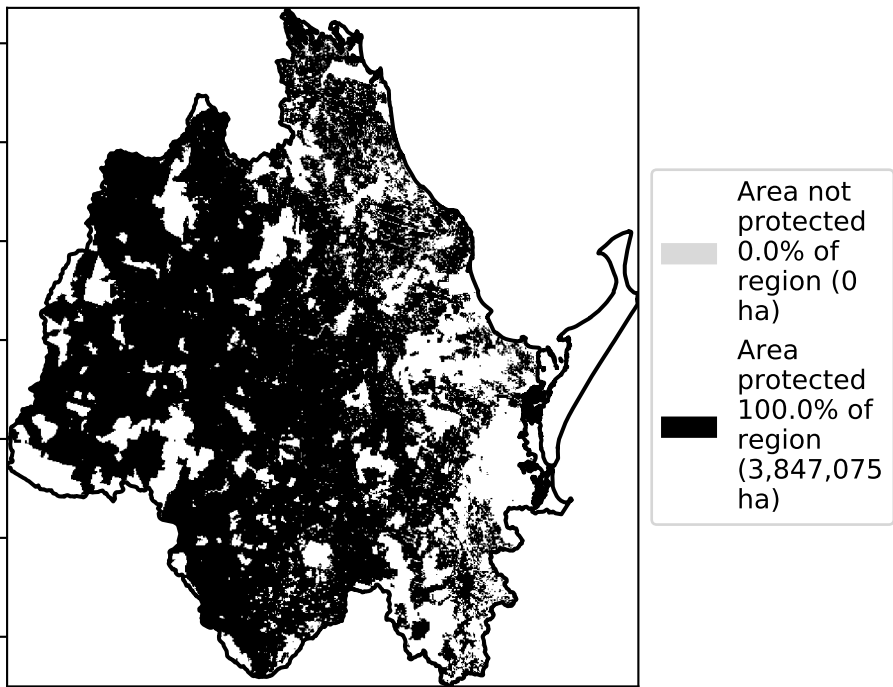 Area not
protected
0.0% of
region (0
ha)
Area
protected
100.0% of
region
(3,847,075
ha)